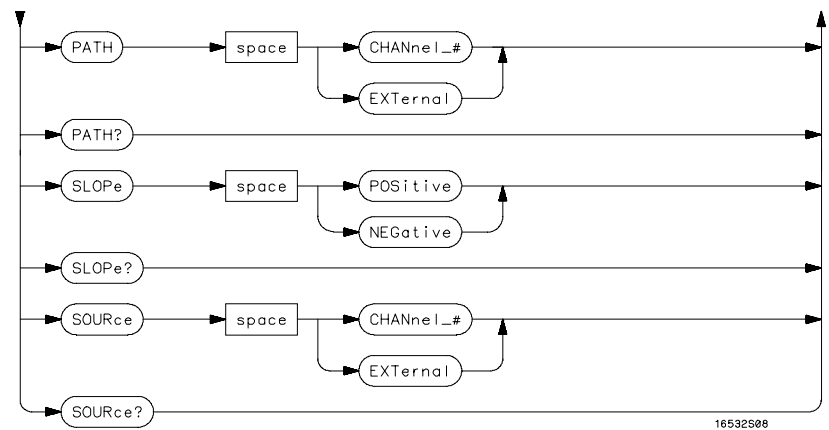 PATH space CHANnel_#
EXTernal
PATH?
SLOPe space POSitive
NEGative
SLOPe?
SOURce space CHANnel_#
EXTernal
SOURce?
16532S08